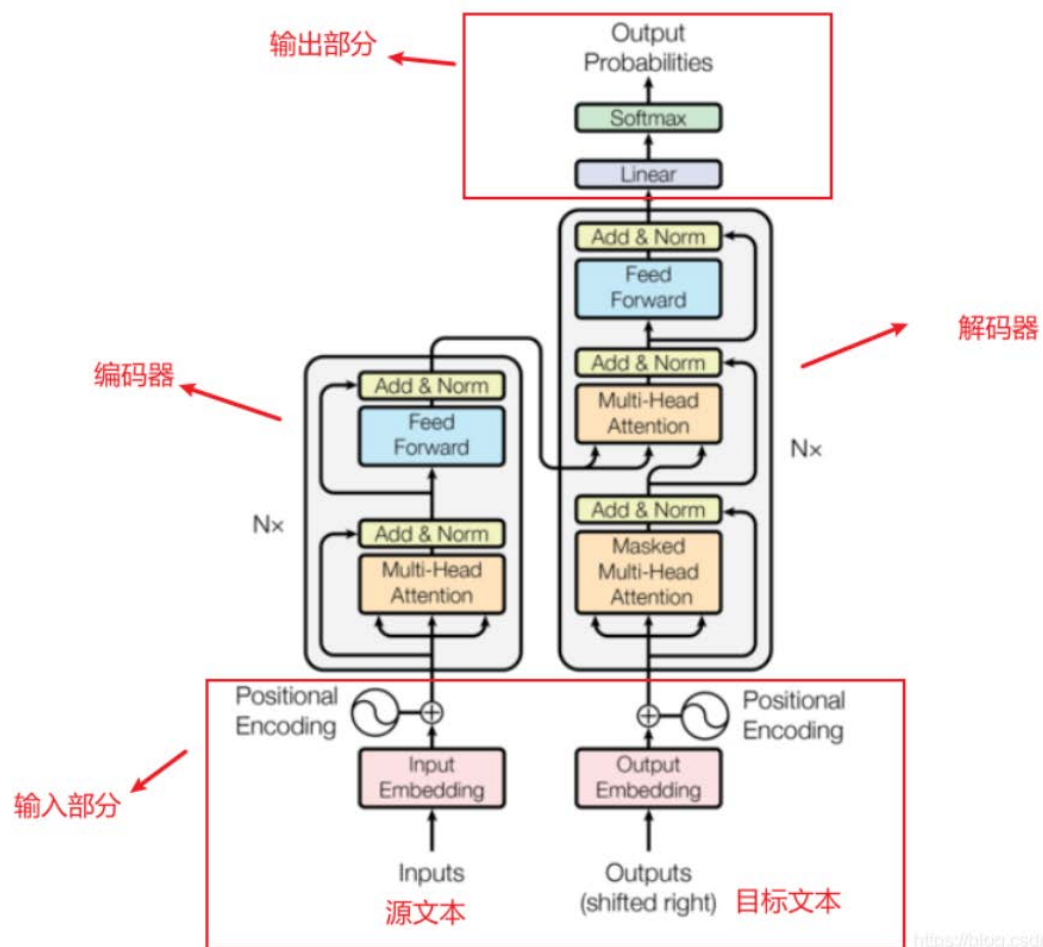 输出部分
Output
Probabilities
Softmax
Linear
Add & Norm
Feed
Forward
Add & Norm
Multi-Head
Attention
Add & Norm
Masked
Multi-Head
Attention
N×
解码器
编码器
Add & Norm
Feed
Forward
Add & Norm
Multi-Head
Attention
Nx
Positional
Encoding
Input
Embedding
Output
Embedding
Positional
Encoding
输入部分
Inputs
源文本
Outputs
(shifted right)
目标文本
https://blog.csd